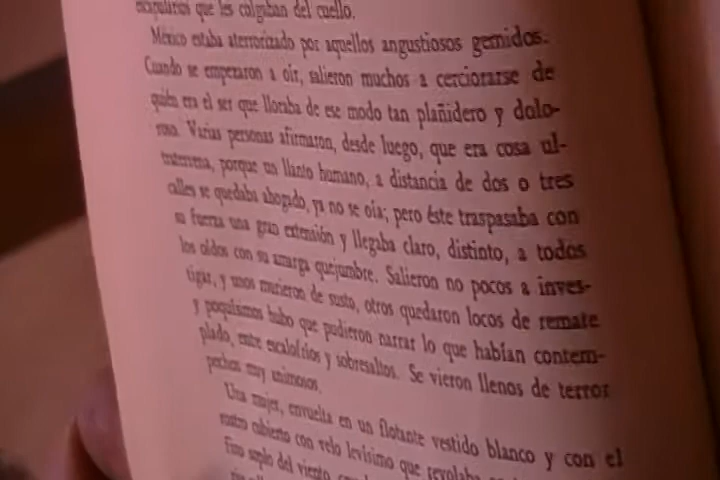 escapularios que les colgaban del cuello.
México estaba aterrorizado por aquellos angustiosos gemidos.
Cuando se empezaron a oír, salieron muchos a cerciorarse de
quién era el ser que lloraba de ese modo tan plañidero y dolo-
roso. Varias personas afirmaron, desde luego, que era cosa ul-
traterrena, porque un llanto humano, a distancia de dos o tres
calles se quedaba ahogado, ya no se oía; pero éste traspasaba con
su fuerza una gran extensión y llegaba claro, distinto, a todos
los oídos con su amarga quejumbre. Salieron no pocos a inves-
tigar, y unos murieron de susto, otros quedaron locos de remate
y poquísimos hubo que pudieron narrar lo que habían contem-
plado, entre escalofríos y sobresaltos. Se vieron llenos de terror
pechos muy animosos.
Una mujer, envuelta en un flotante vestido blanco y con el
rostro cubierto con velo levísimo que revolaba
Fino soplo del viento,